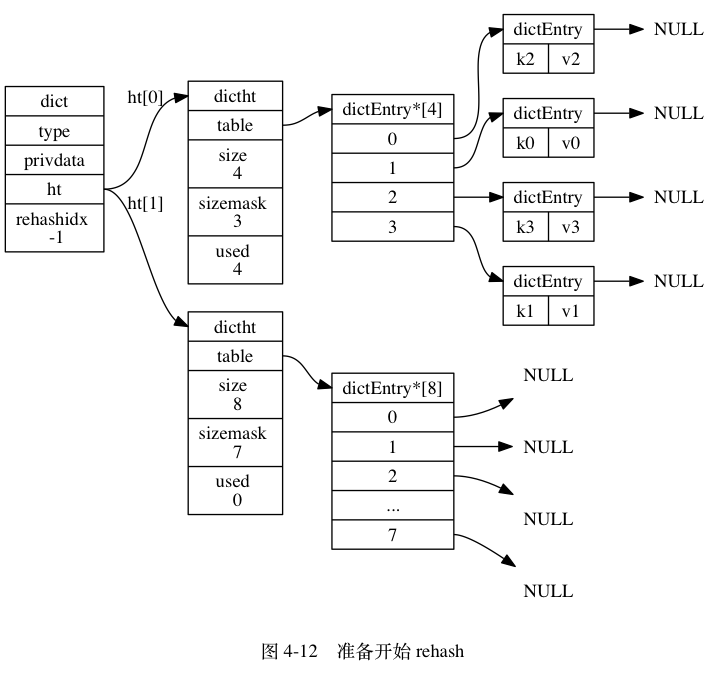 dict
type
privdata
ht
rehashidx
-1
ht[0]
ht[1]
dictht
table
size
4
sizemask
3
used
4
dictEntry*[4]
0
1
2
3
dictEntry
k2 v2
NULL
dictEntry
k0 v0
NULL
dictEntry
k3 v3
NULL
dictEntry
k1 v1
NULL
dictht
table
size
8
sizemask
7
used
0
dictEntry*[8]
0
1
2
...
7
NULL
NULL
NULL
NULL
图 4-12 准备开始 rehash